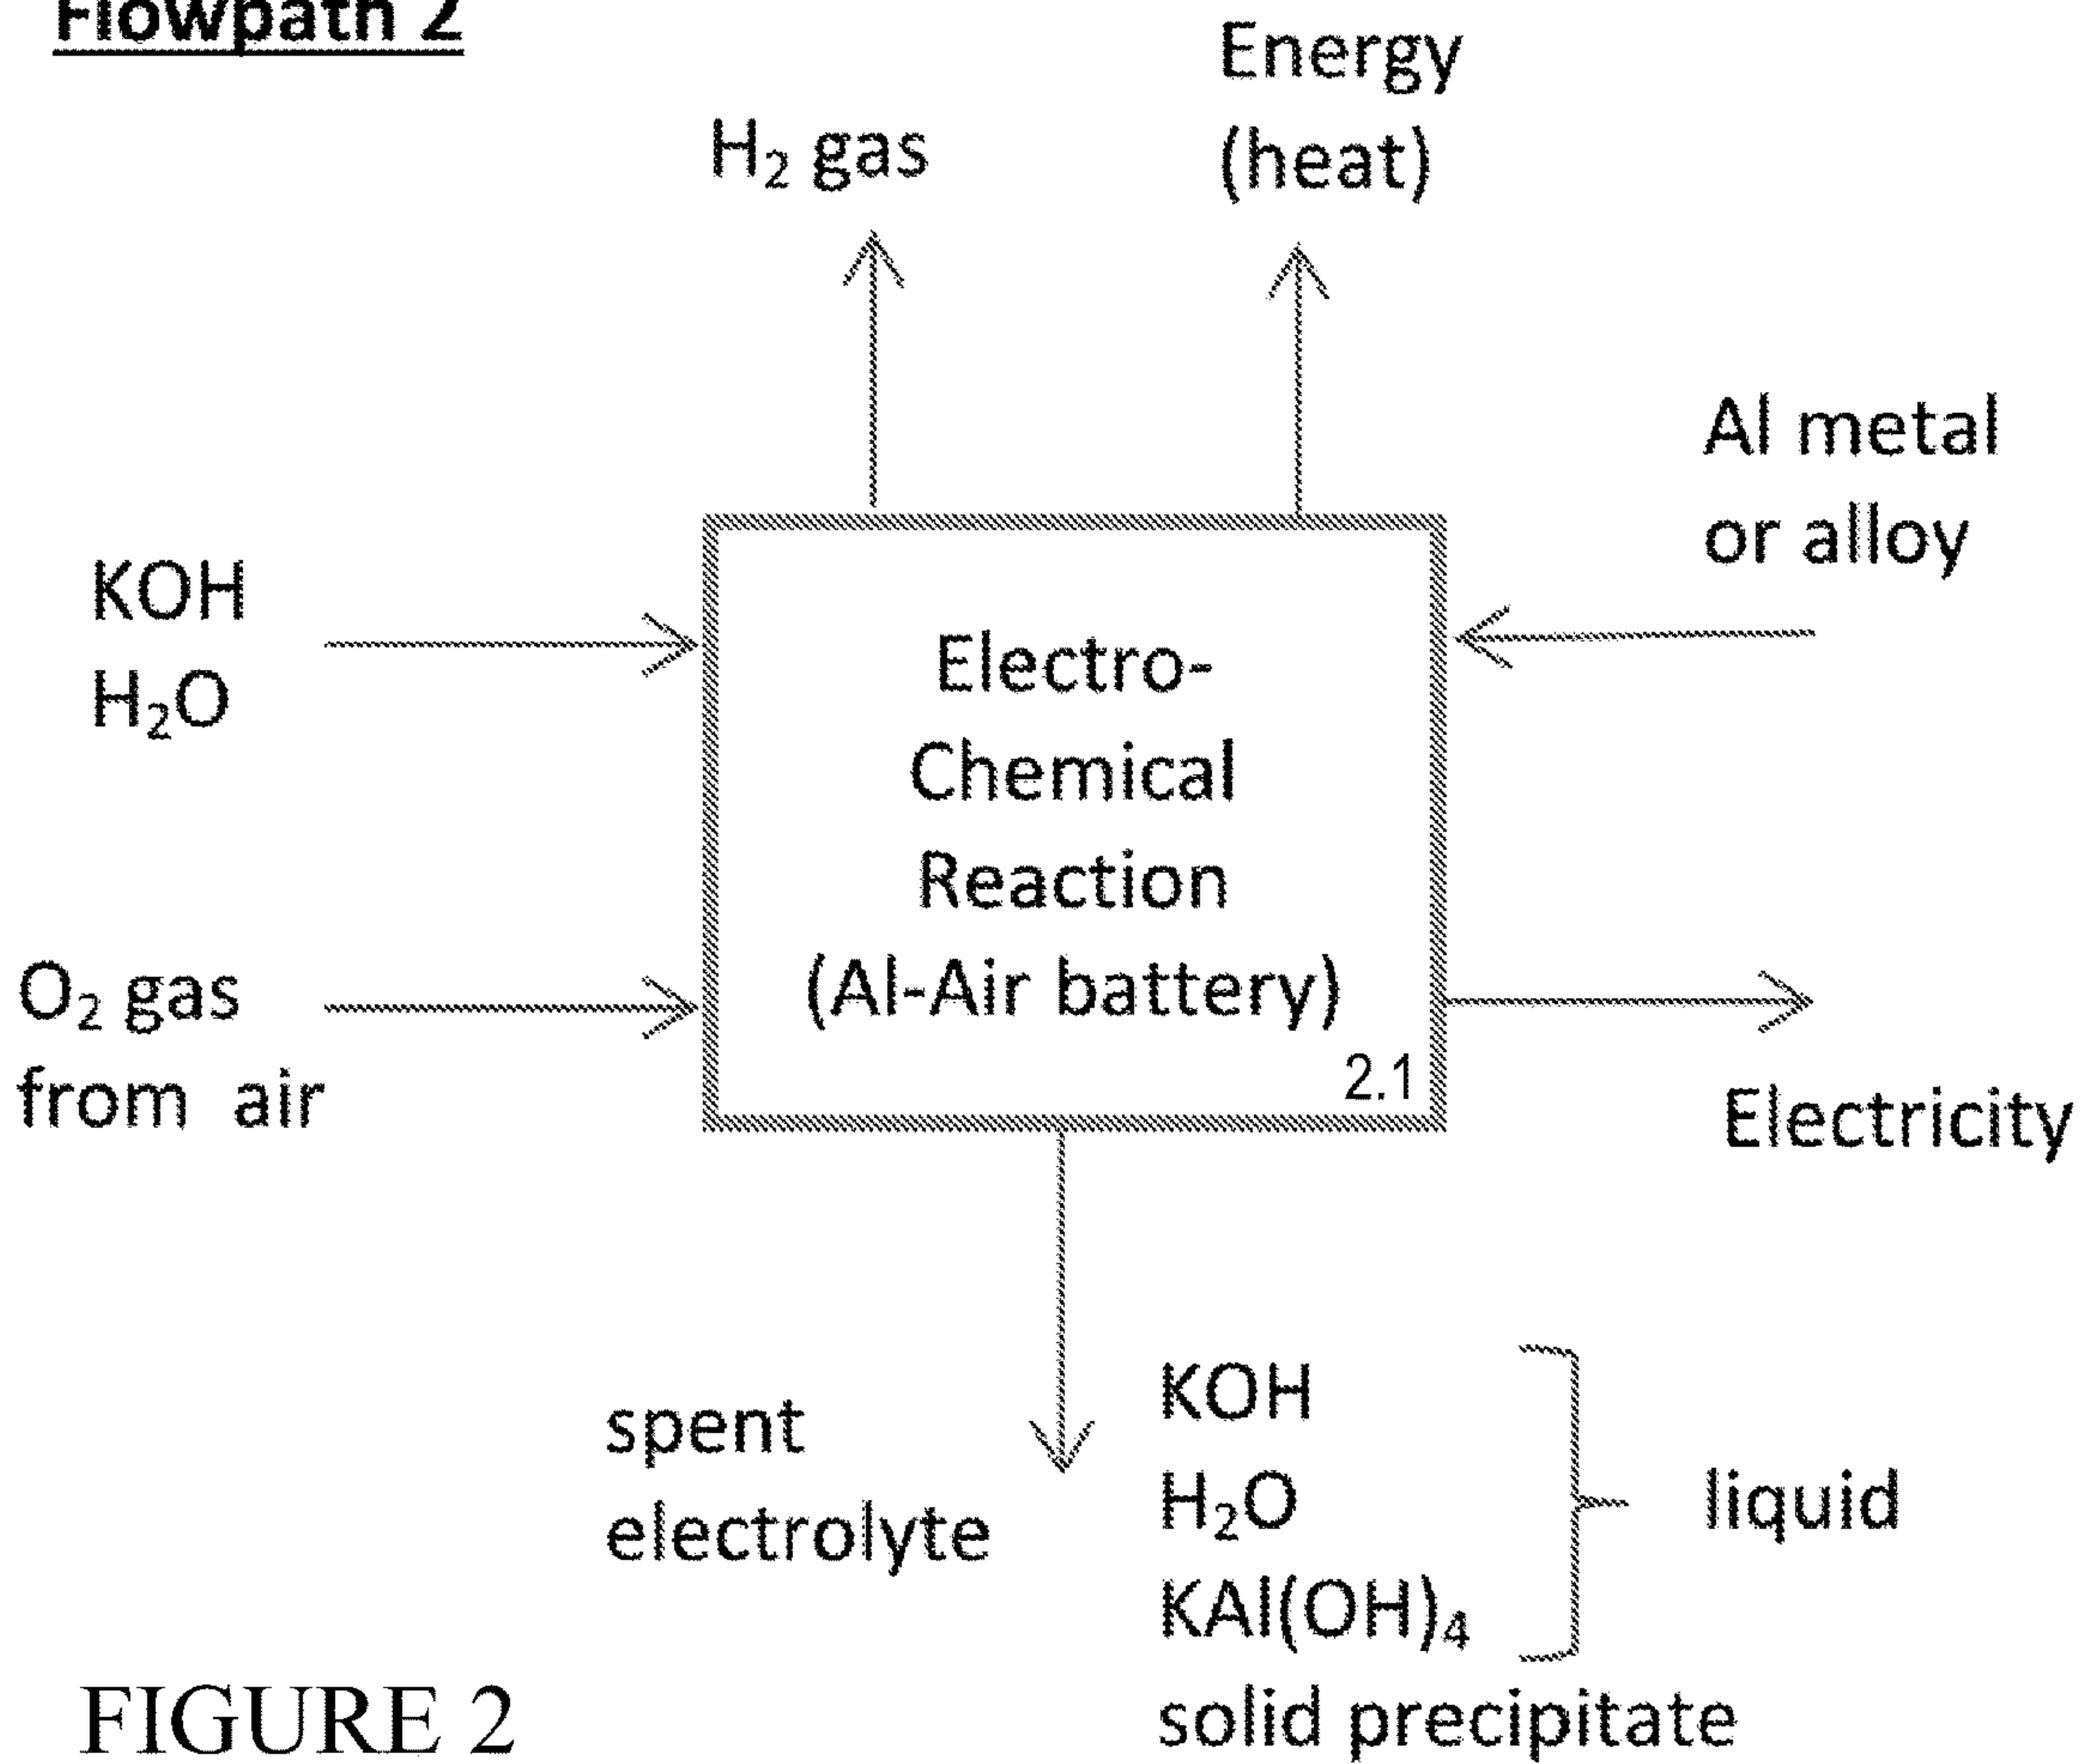 Flowpath 2
Energy
(heat)
H₂ gas
Al metal
or alloy
KOH
H₂O
Electro-
Chemical
Reaction
(Al-Air battery)
2.1
O₂ gas
from air
Electricity
spent
electrolyte
KOH
H₂O
KAl(OH)₄
liquid
solid precipitate
FIGURE 2